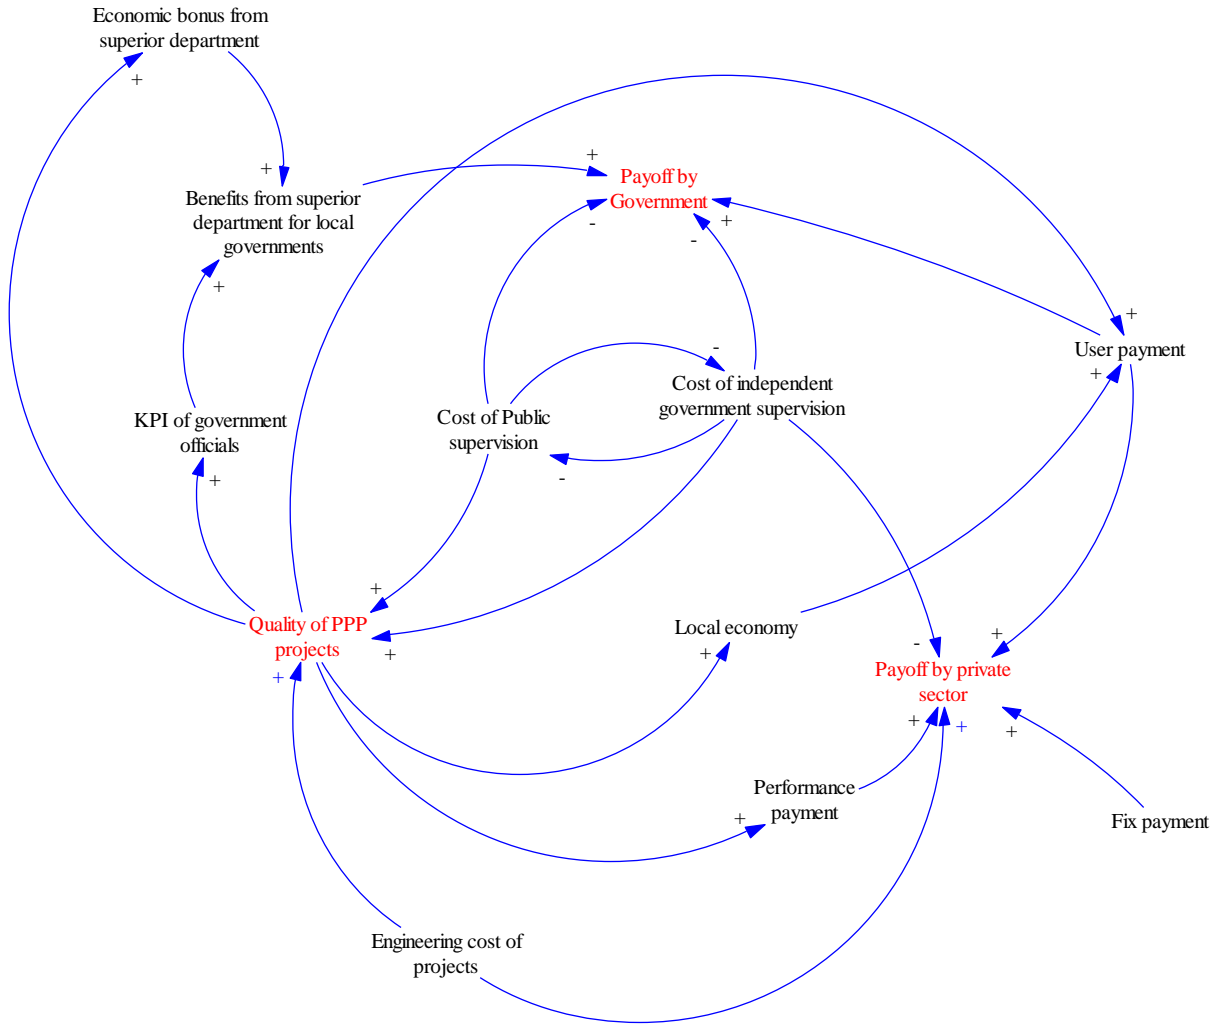 Economic bonus from
superior department
+
+
+
Payoff by
Government
Benefits from superior
department for local
governments
-
+
-
+
+
-
User payment
+
Cost of independent
government supervision
KPI of government
officials
Cost of Public
supervision
+
-
+
Quality of PPP
projects
Local economy
+
-
+
+
+
Payoff by private
sector
+
+
+
Performance
payment
+
Fix payment
Engineering cost of
projects